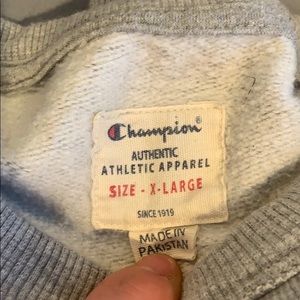 Champion®
AUTHENTIC
ATHLETIC APPAREL
SIZE - X-LARGE
SINCE 1919
MADE IN
PAKISTAN